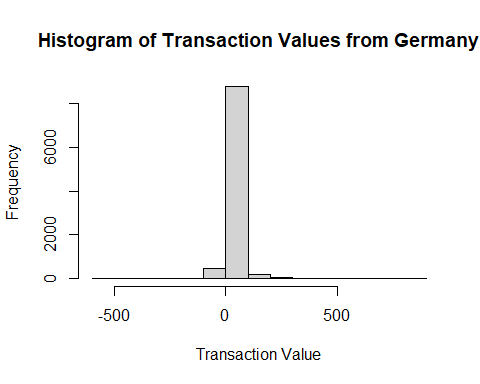 Histogram of Transaction Values from Germany
Frequency
6000
2000
0
-500 0 500
Transaction Value